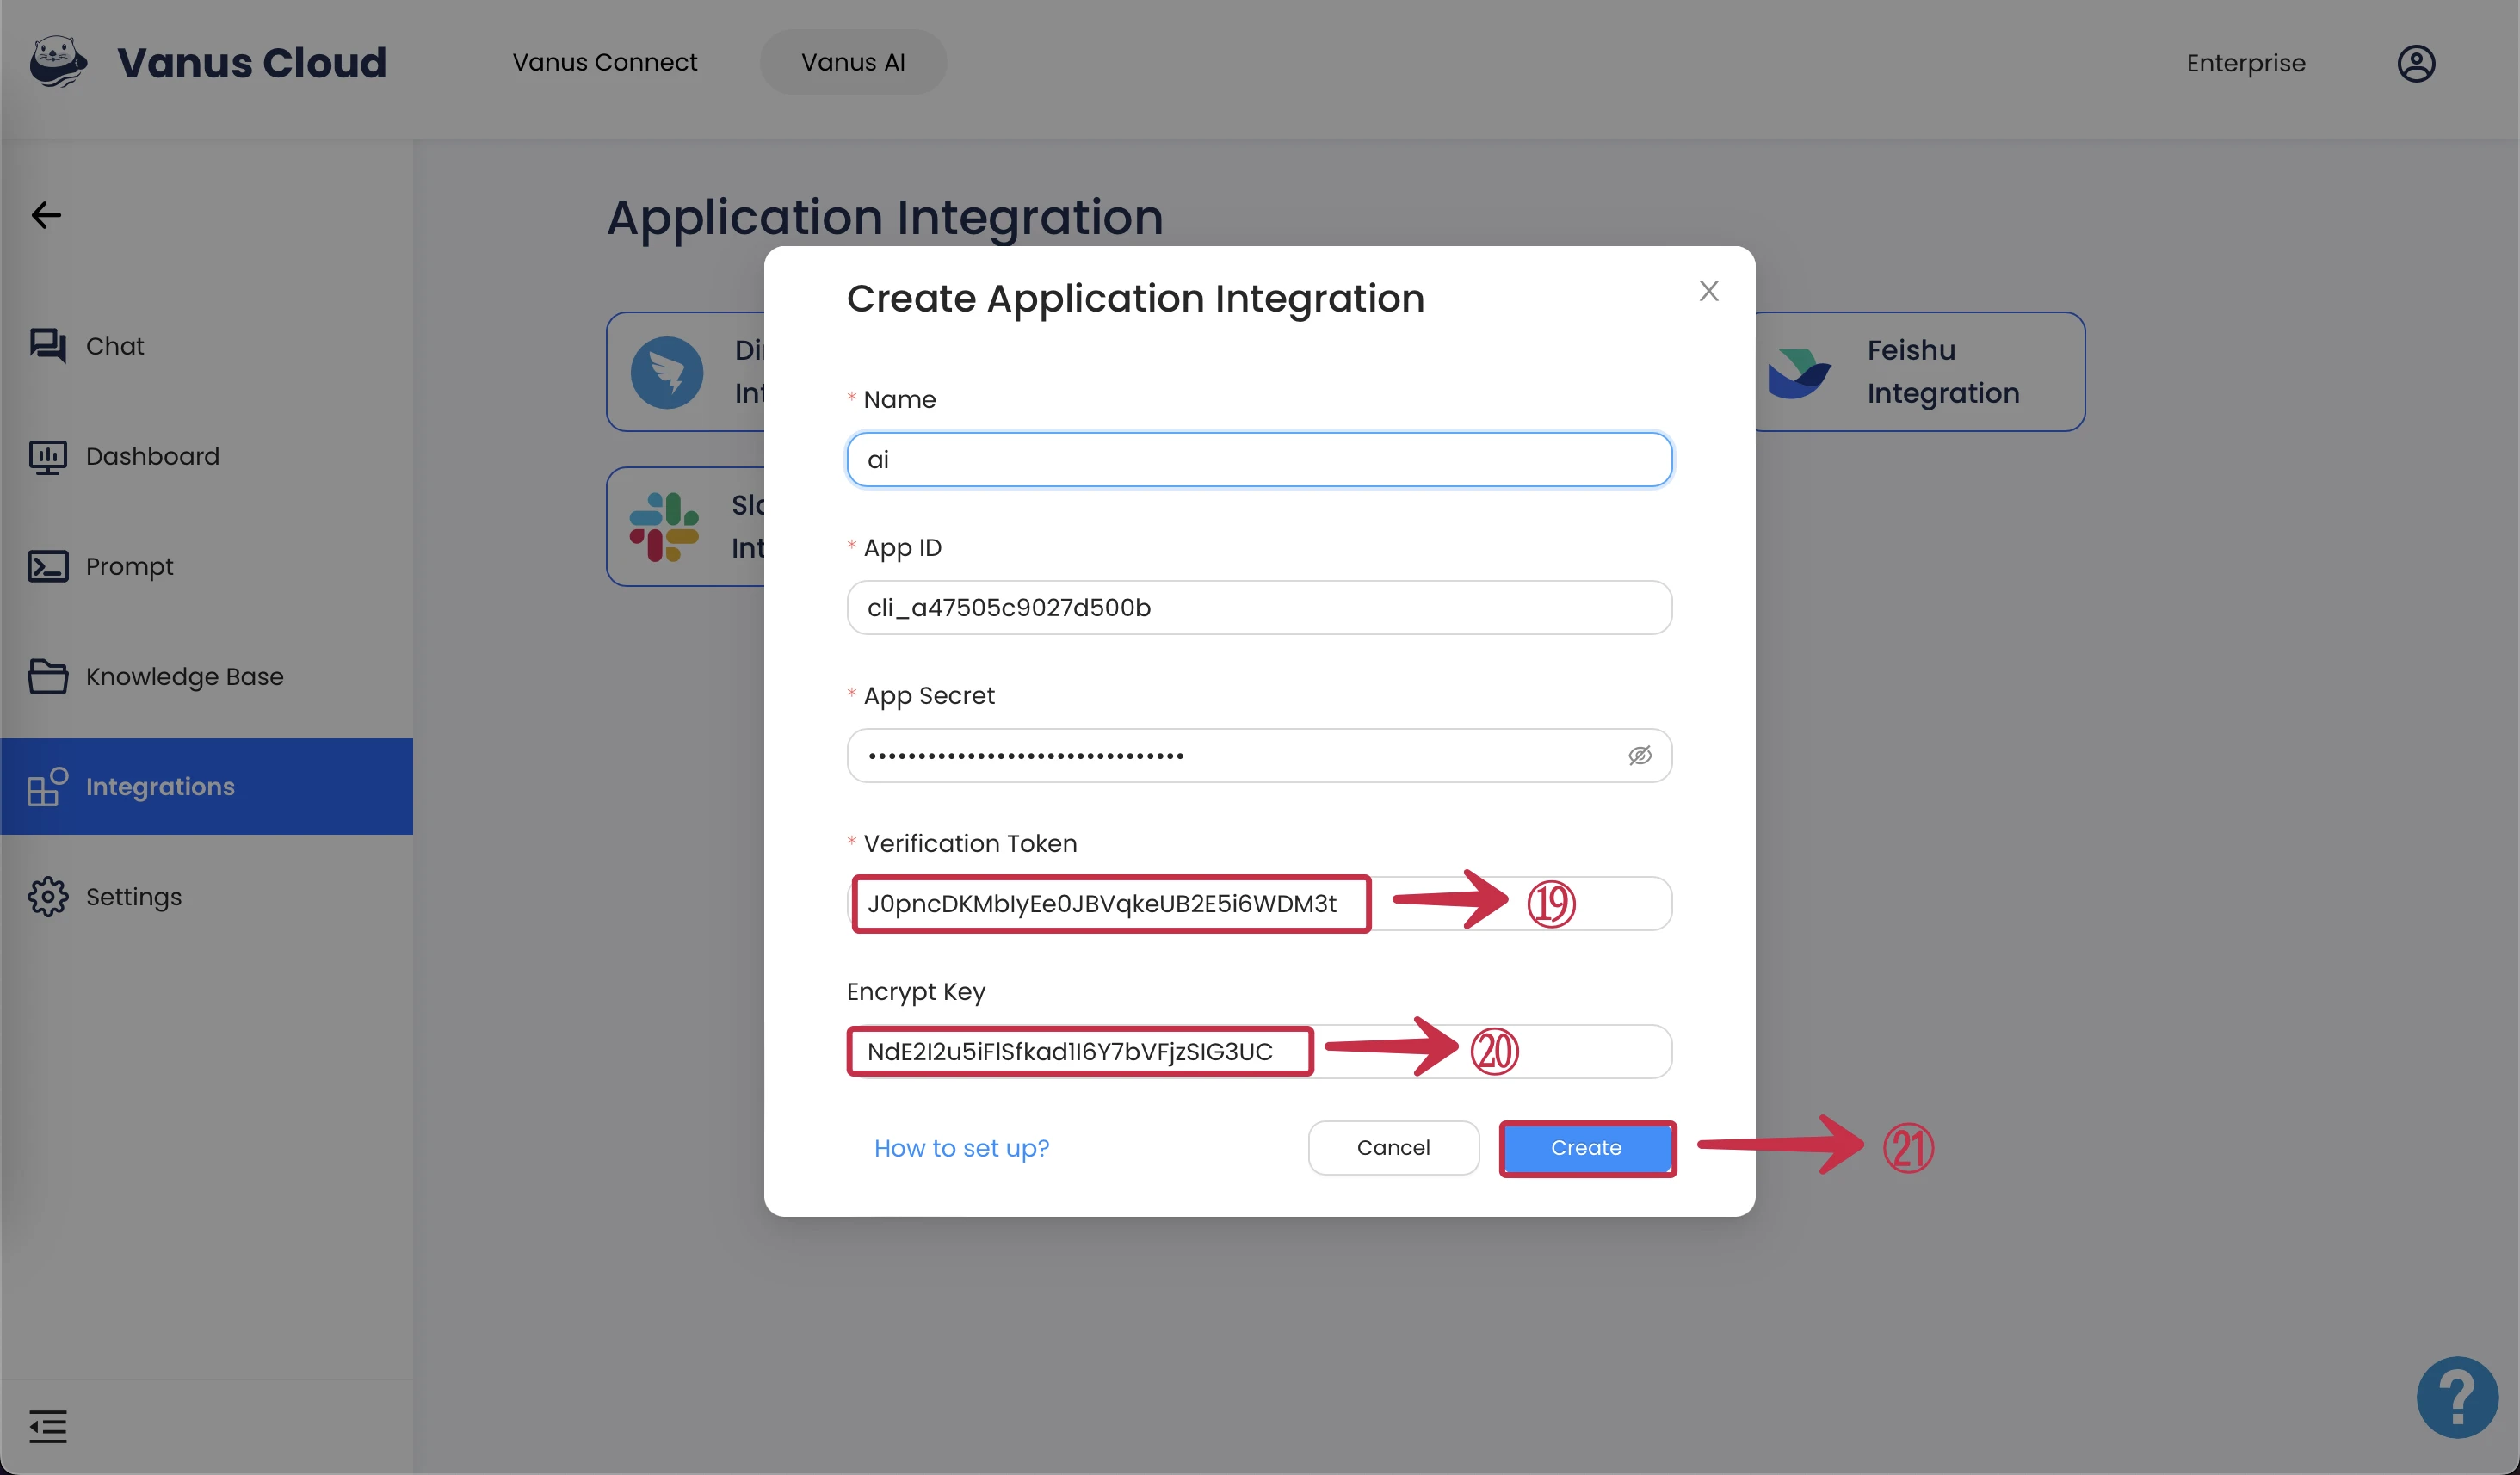 Vanus Cloud
Vanus Connect
Vanus AI
Enterprise
Chat
Dashboard
Prompt
Knowledge Base
Integrations
Settings
Application Integration
Di
Int
Sla
Int
Feishu
Integration
Create Application Integration
* Name
ai
* App ID
cli_a47505c9027d500b
* App Secret
••••••••••••••••••••••••••••••••
* Verification Token
J0pncDKMbIyEe0JBVqkeUB2E5i6WDM3t
⑲
Encrypt Key
NdE2I2u5iFlSfkad1I6Y7bVFjzSIG3UC
⑳
How to set up?
Cancel
Create
㉑